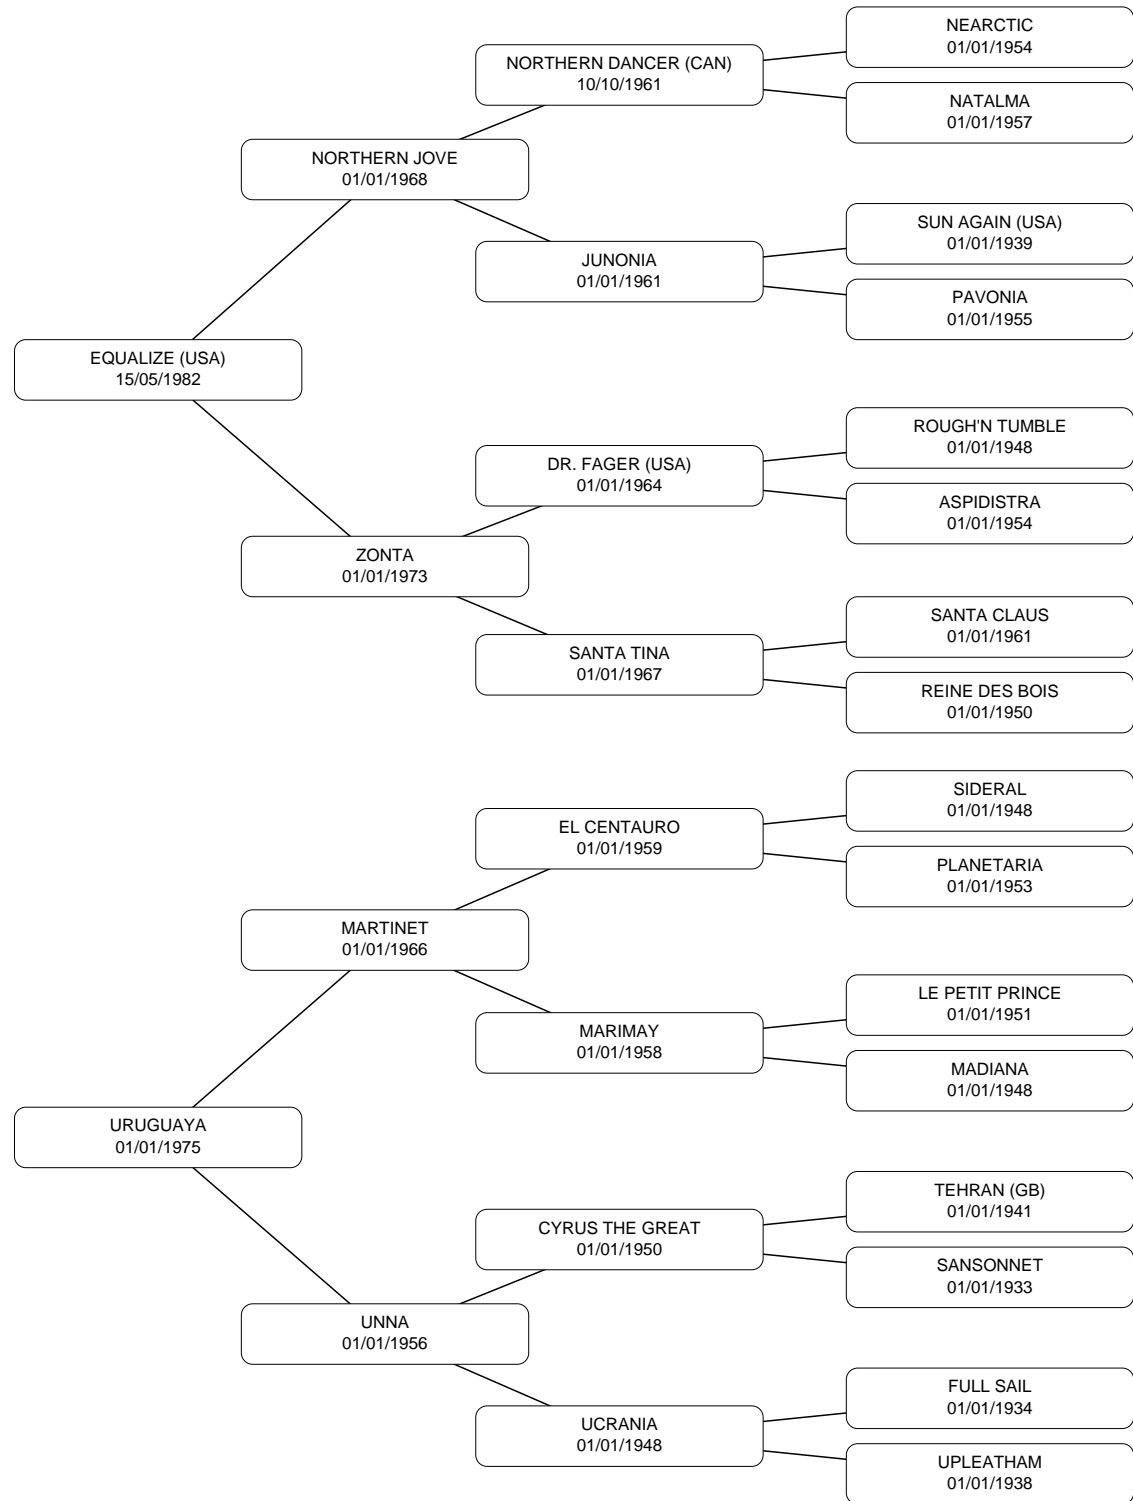 NEARCTIC
01/01/1954
NORTHERN DANCER (CAN)
10/10/1961
NATALMA
01/01/1957
NORTHERN JOVE
01/01/1968
SUN AGAIN (USA)
01/01/1939
JUNONIA
01/01/1961
PAVONIA
01/01/1955
EQUALIZE (USA)
15/05/1982
ROUGH'N TUMBLE
01/01/1948
DR. FAGER (USA)
01/01/1964
ASPIDISTRA
01/01/1954
ZONTA
01/01/1973
SANTA CLAUS
01/01/1961
SANTA TINA
01/01/1967
REINE DES BOIS
01/01/1950
SIDERAL
01/01/1948
EL CENTAURO
01/01/1959
PLANETARIA
01/01/1953
MARTINET
01/01/1966
LE PETIT PRINCE
01/01/1951
MARIMAY
01/01/1958
MADIANA
01/01/1948
URUGUAYA
01/01/1975
TEHRAN (GB)
01/01/1941
CYRUS THE GREAT
01/01/1950
SANSONNET
01/01/1933
UNNA
01/01/1956
FULL SAIL
01/01/1934
UCRANIA
01/01/1948
UPLEATHAM
01/01/1938